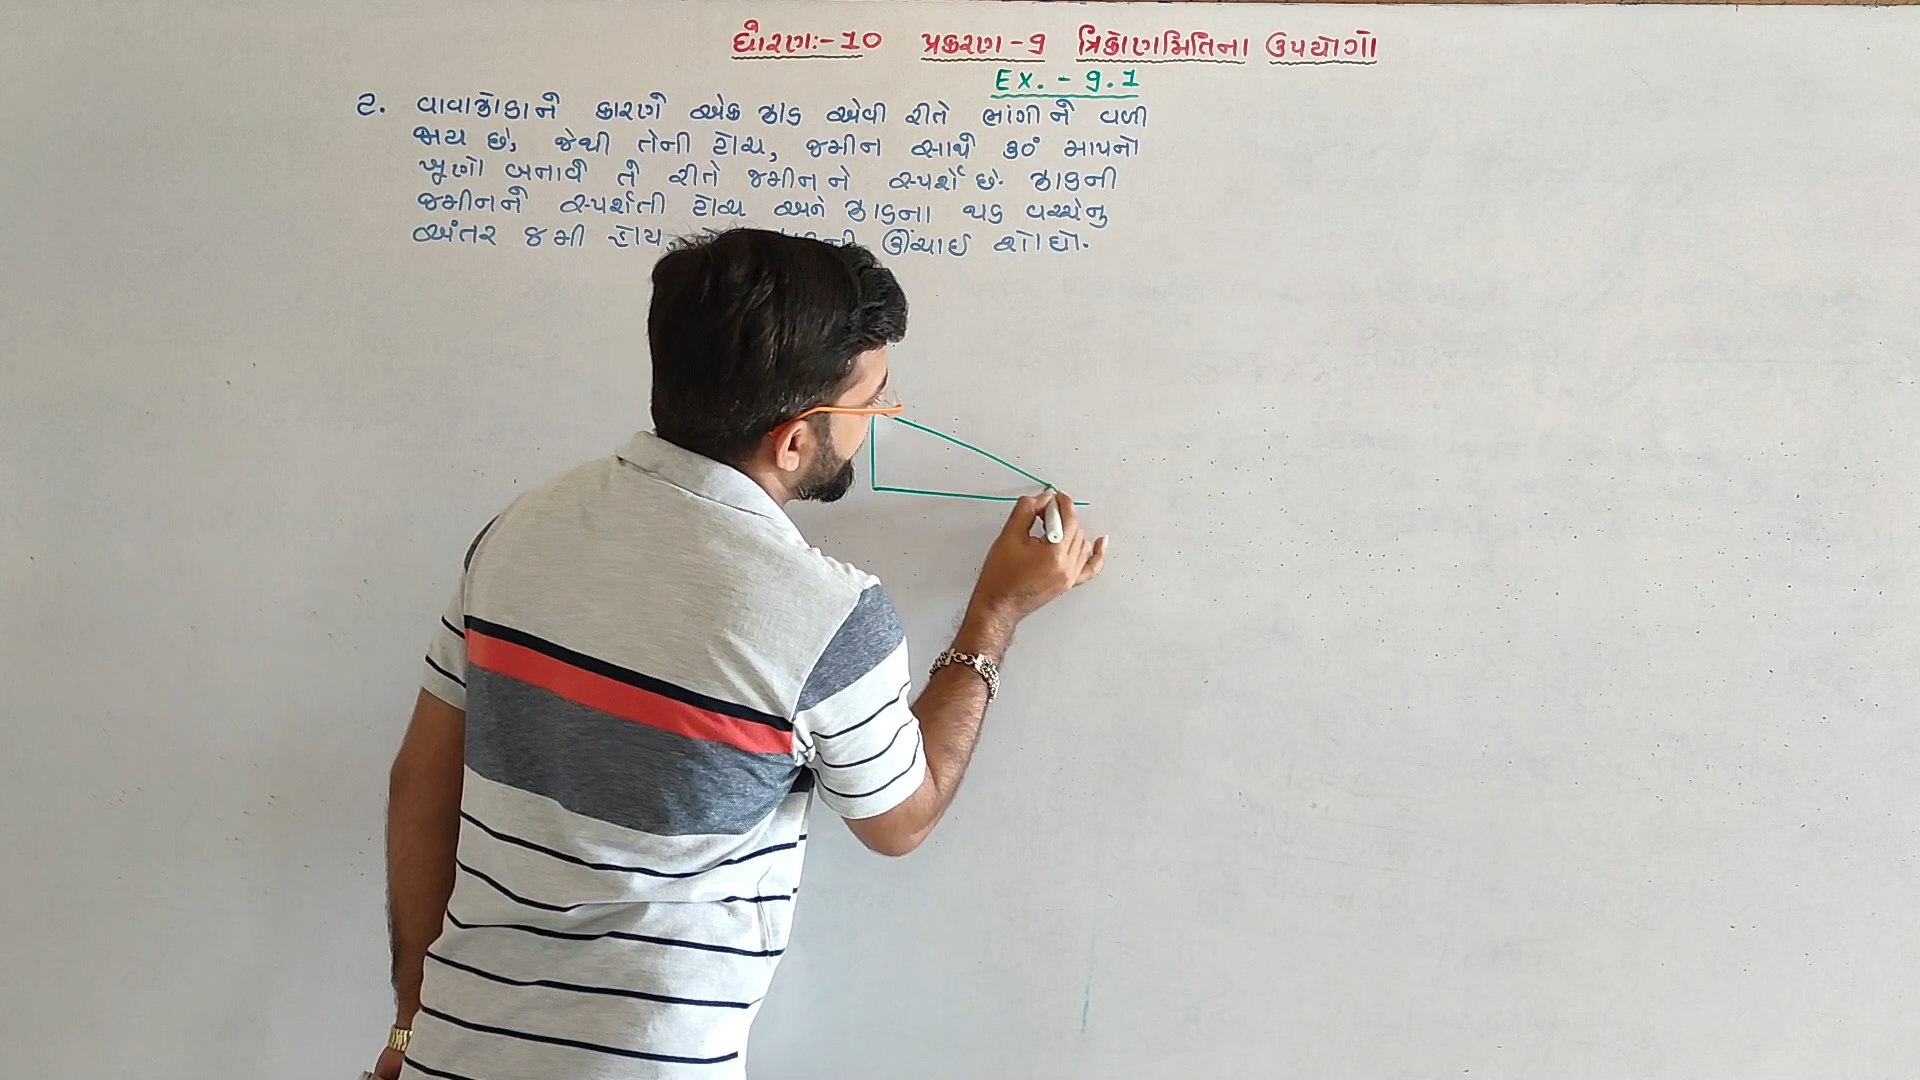 ધોરણ:- 10 પ્રકરણ - 9 ત્રિકોણમિતિના ઉપયોગો
EX. - 9.1
૨. વાવાઝોડાને કારણે એક ઝાડ એવી રીતે ભાંગીને વળી
જાય છે, જેથી તેની ટોચ, જમીન સાથે 30° માપનો
ખૂણો બનાવે તે રીતે જમીનને સ્પર્શે છે. ઝાડની
જમીનને સ્પર્શતી ટોચ અને ઝાડના થડ વચ્ચેનુ
અંતર 8 મી હોય, ઊંચાઈ શોધો.